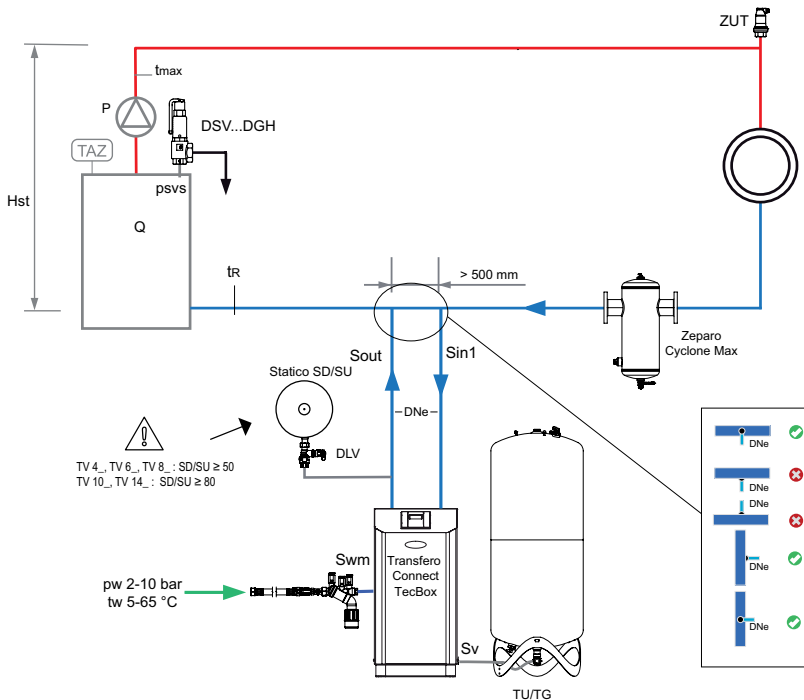 ZUT
tmax
P
DSV...DGH
TAZ
psvs
Hst
Q
tR
> 500 mm
Zeparo
Cyclone Max
Sout
Sin1
Statico SD/SU
DNe
DLV
TV 4_, TV 6_, TV 8_ : SD/SU ≥ 50
TV 10_, TV 14_ : SD/SU ≥ 80
DNe
DNe
DNe
DNe
DNe
Swm
Transfero
Connect
TecBox
pw 2-10 bar
tw 5-65 °C
Sv
TU/TG